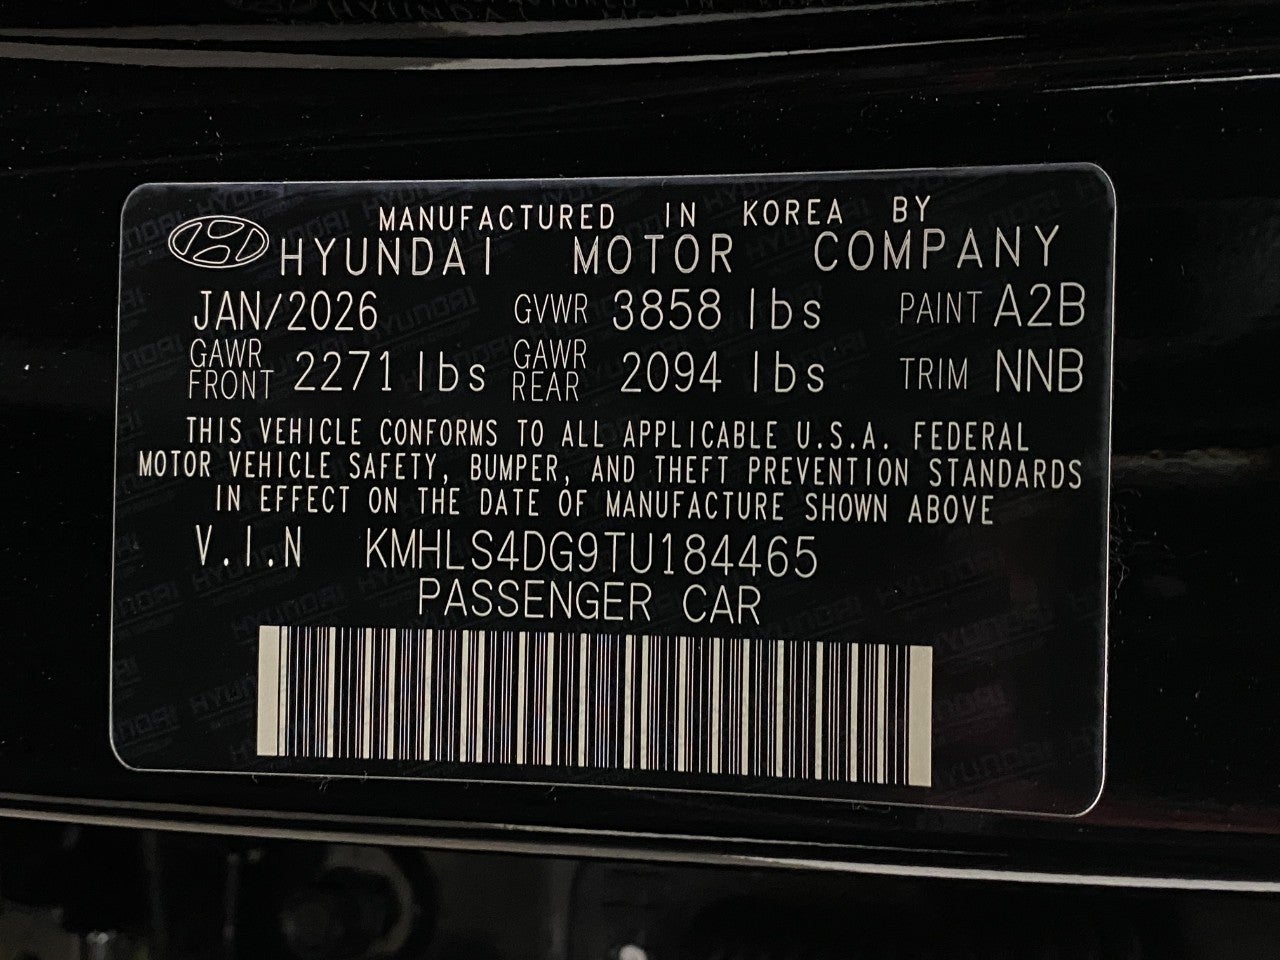 MANUFACTURED IN KOREA BY
HYUNDAI MOTOR COMPANY
JAN/2026 GVWR 3858 lbs PAINT A2B
GAWR FRONT 2271 lbs GAWR REAR 2094 lbs TRIM NNB
THIS VEHICLE CONFORMS TO ALL APPLICABLE U.S.A. FEDERAL
MOTOR VEHICLE SAFETY, BUMPER, AND THEFT PREVENTION STANDARDS
IN EFFECT ON THE DATE OF MANUFACTURE SHOWN ABOVE
V.I.N KMHLS4DG9TU184465
PASSENGER CAR